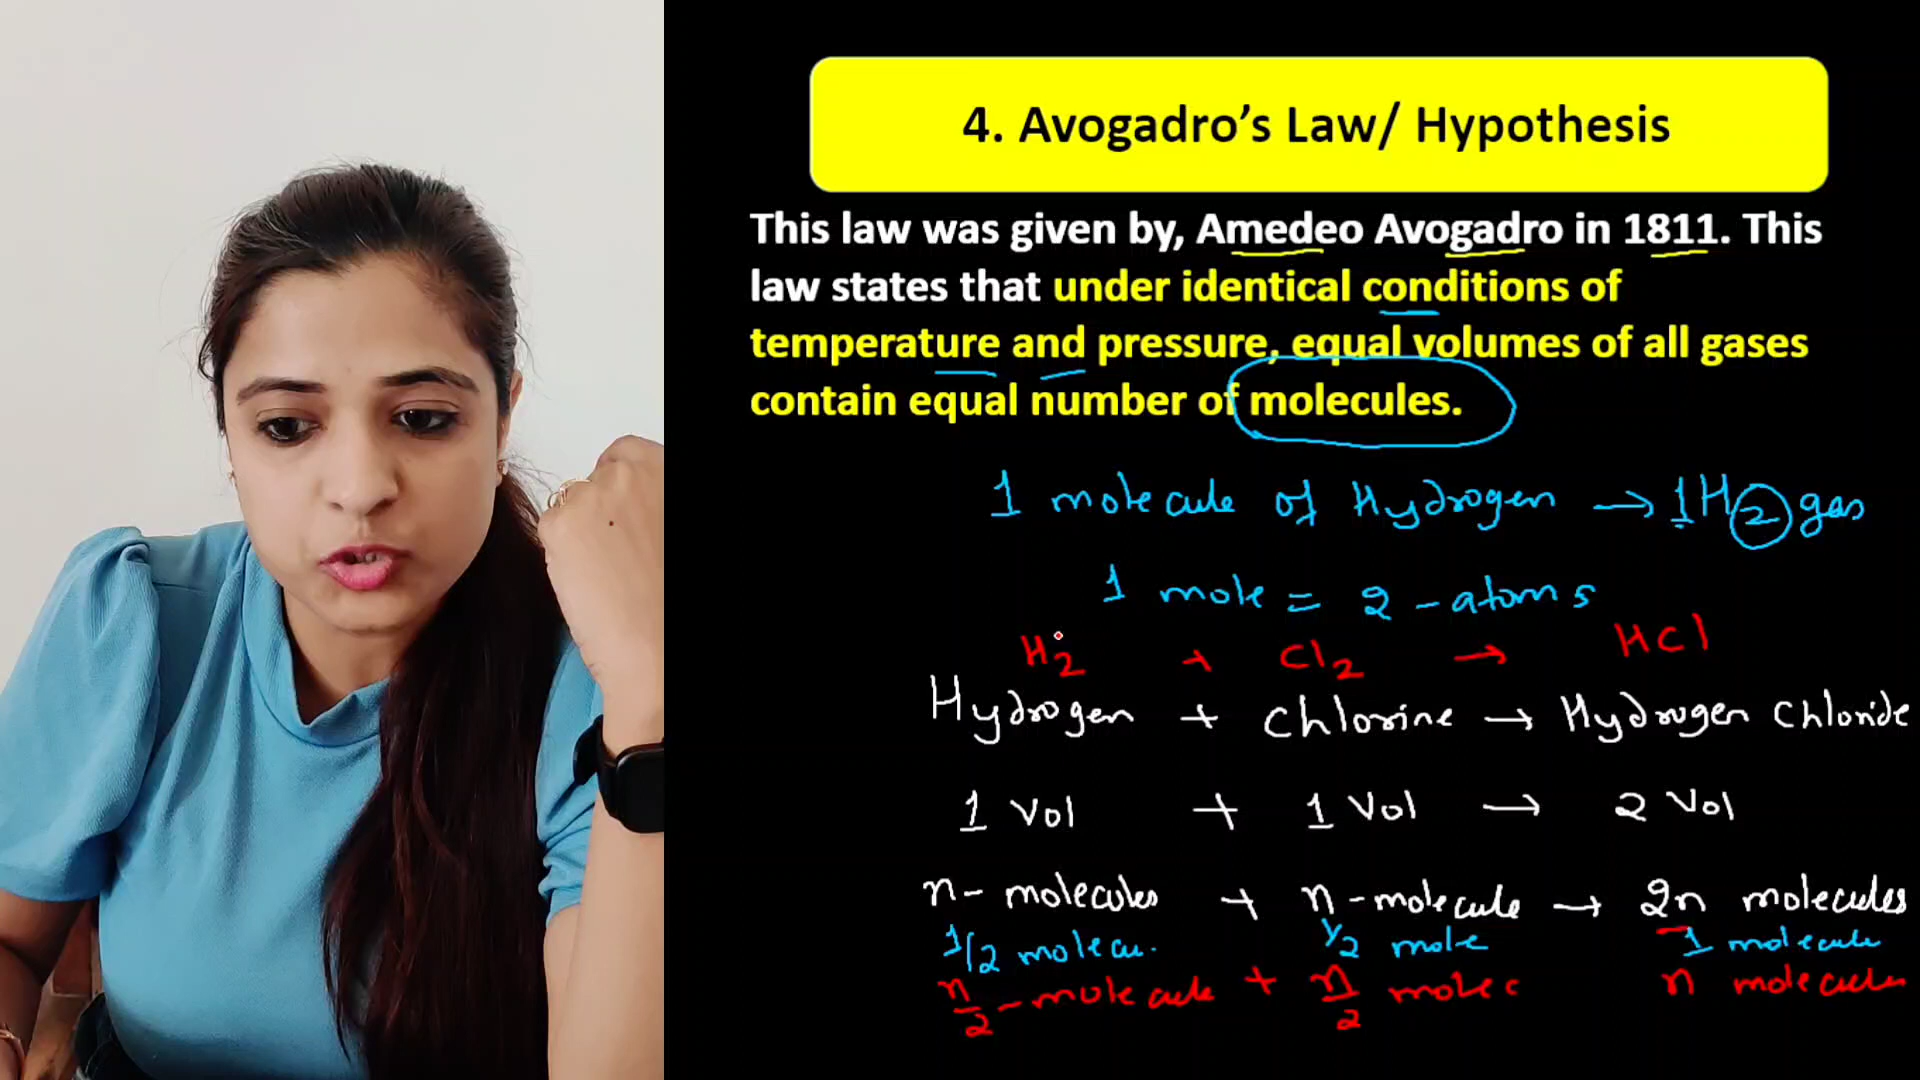 4. Avogadro’s Law/ Hypothesis
This law was given by, Amedeo Avogadro in 1811. This
law states that under identical conditions of
temperature and pressure, equal volumes of all gases
contain equal number of molecules.
1 molecule of Hydrogen → 1H2 gas
1 mole = 2 - atoms
H2 + Cl2 → HCl
Hydrogen + Chlorine → Hydrogen Chloride
1 Vol + 1 Vol → 2 Vol
n- molecules + n-molecule → 2n molecules
1/2 molecu. 1/2 mole 1 molecule
n/2 - molecule + n/2 molec n molecules